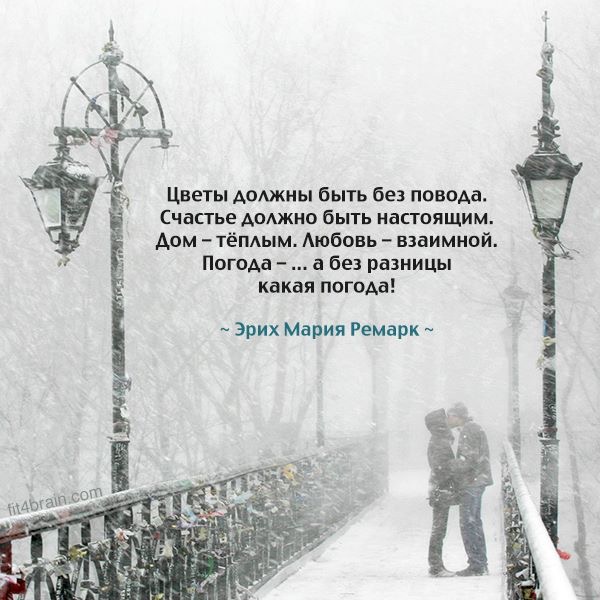 Цветы должны быть без повода.
Счастье должно быть настоящим.
Дом – тёплым. Любовь – взаимной.
Погода – ... а без разницы
какая погода!
~ Эрих Мария Ремарк ~
fit4brain.com